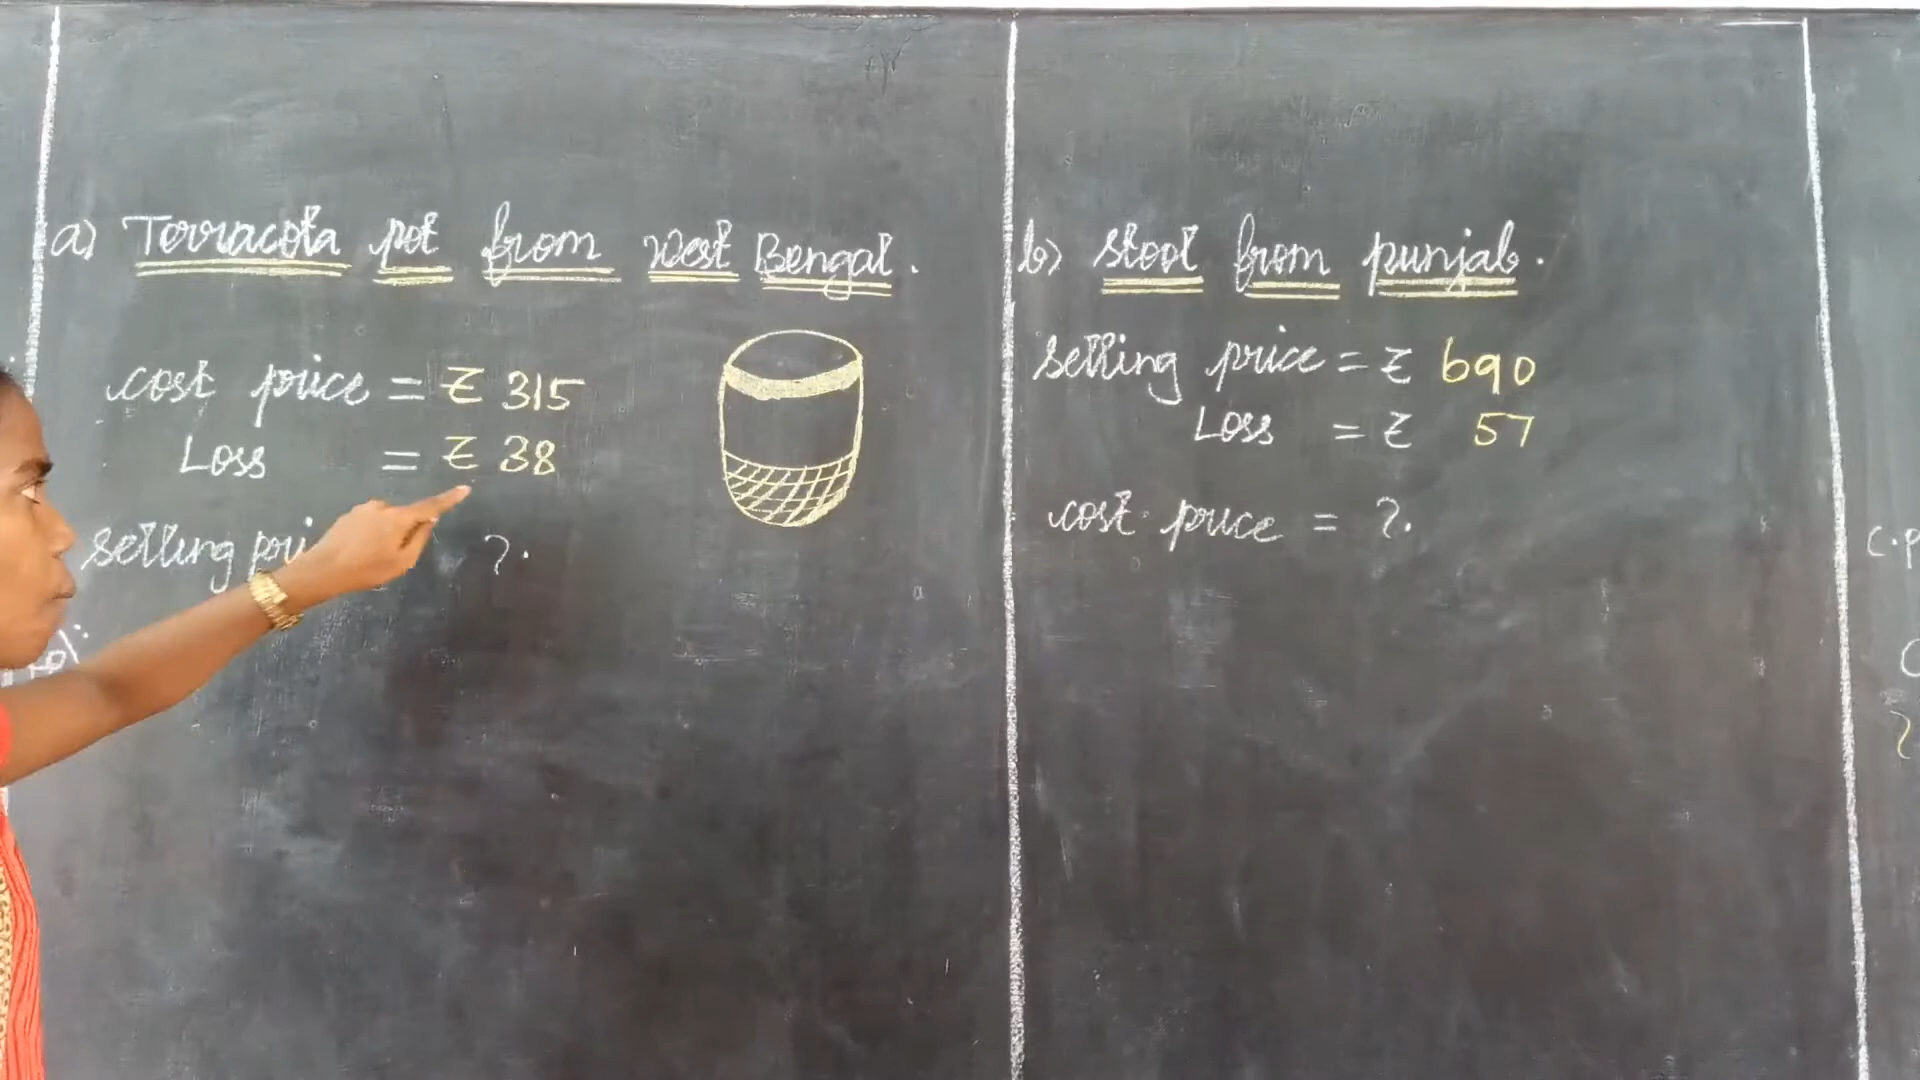 a) Terracota pot from West Bengal.
cost price = ₹ 315
Loss = ₹ 38
selling pri ?.
b) stool from punjab.
selling price = ₹ 690
Loss = ₹ 57
cost price = ?.
c.p